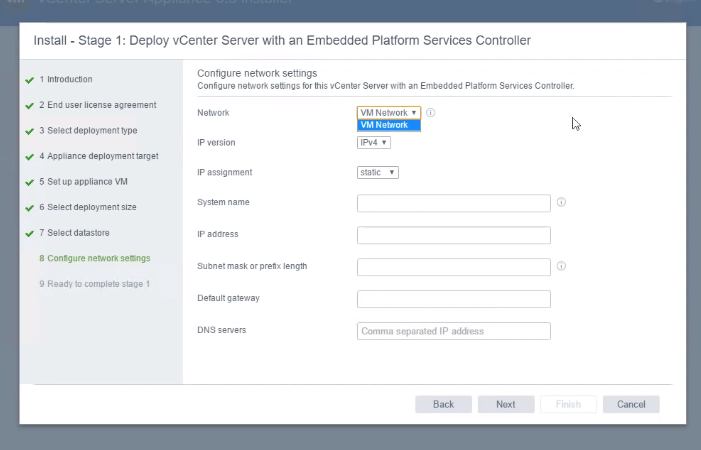 vCenter Server Appliance 6.5 Installer
Install - Stage 1: Deploy vCenter Server with an Embedded Platform Services Controller
1 Introduction
2 End user license agreement
3 Select deployment type
4 Appliance deployment target
5 Set up appliance VM
6 Select deployment size
7 Select datastore
8 Configure network settings
9 Ready to complete stage 1
Configure network settings
Configure network settings for this vCenter Server with an Embedded Platform Services Controller.
Network VM Network
VM Network
IP version IPv4
IP assignment static
System name
IP address
Subnet mask or prefix length
Default gateway
DNS servers Comma separated IP address
Back Next Finish Cancel